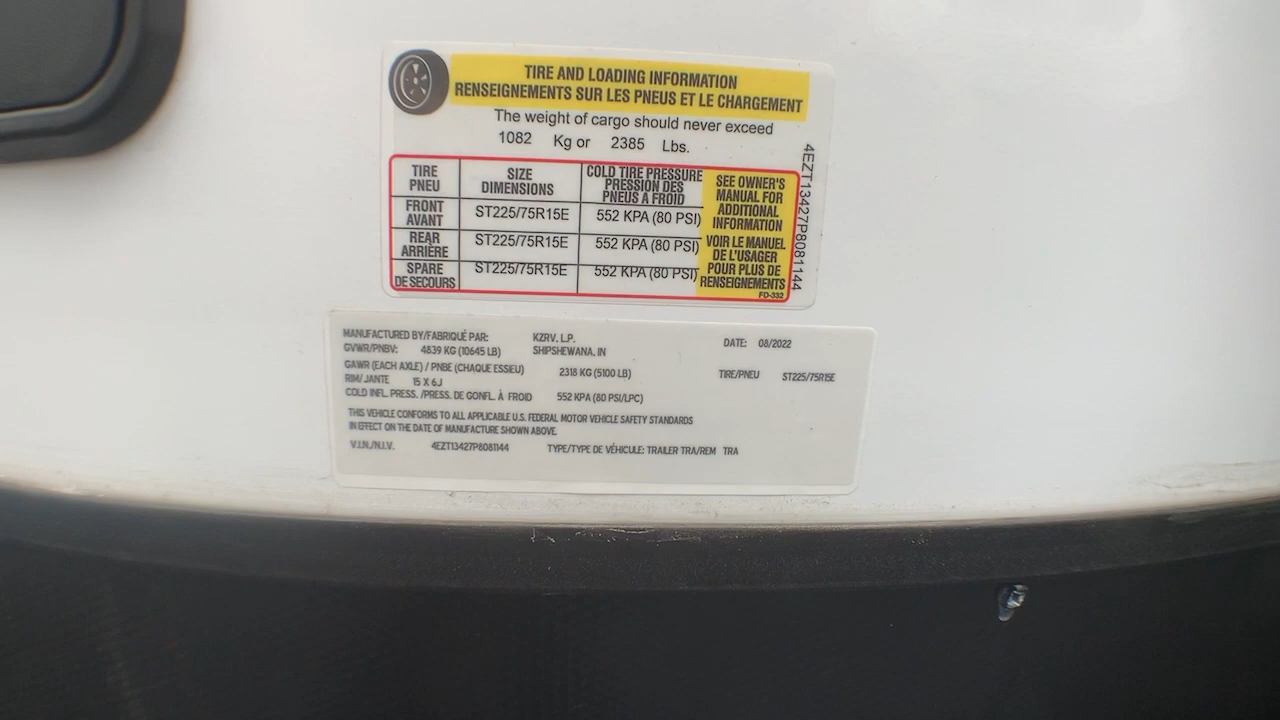 TIRE AND LOADING INFORMATION
RENSEIGNEMENTS SUR LES PNEUS ET LE CHARGEMENT
The weight of cargo should never exceed
1082 Kg or 2385 Lbs.
TIRE PNEU SIZE DIMENSIONS COLD TIRE PRESSURE PRESSION DES PNEUS A FROID
FRONT AVANT ST225/75R15E 552 KPA (80 PSI)
REAR ARRIÈRE ST225/75R15E 552 KPA (80 PSI)
SPARE DE SECOURS ST225/75R15E 552 KPA (80 PSI)
SEE OWNER'S
MANUAL FOR
ADDITIONAL
INFORMATION
VOIR LE MANUEL
DE L'USAGER
POUR PLUS DE
RENSEIGNEMENTS
FD-332
4EZT13427P8081144
MANUFACTURED BY/FABRIQUÉ PAR: KZRV, L.P. DATE: 08/2022
GVWR/PNBV: 4839 KG (10645 LB) SHIPSHEWANA, IN
GAWR (EACH AXLE) / PNBE (CHAQUE ESSIEU) 2318 KG (5100 LB) TIRE/PNEU ST225/75R15E
RIM/JANTE 15 X 6J
COLD INFL. PRESS. /PRESS. DE GONFL. À FROID 552 KPA (80 PSI/LPC)
THIS VEHICLE CONFORMS TO ALL APPLICABLE U.S. FEDERAL MOTOR VEHICLE SAFETY STANDARDS
IN EFFECT ON THE DATE OF MANUFACTURE SHOWN ABOVE.
V.I.N./N.I.V. 4EZT13427P8081144 TYPE/TYPE DE VÉHICULE: TRAILER TRA/REM TRA